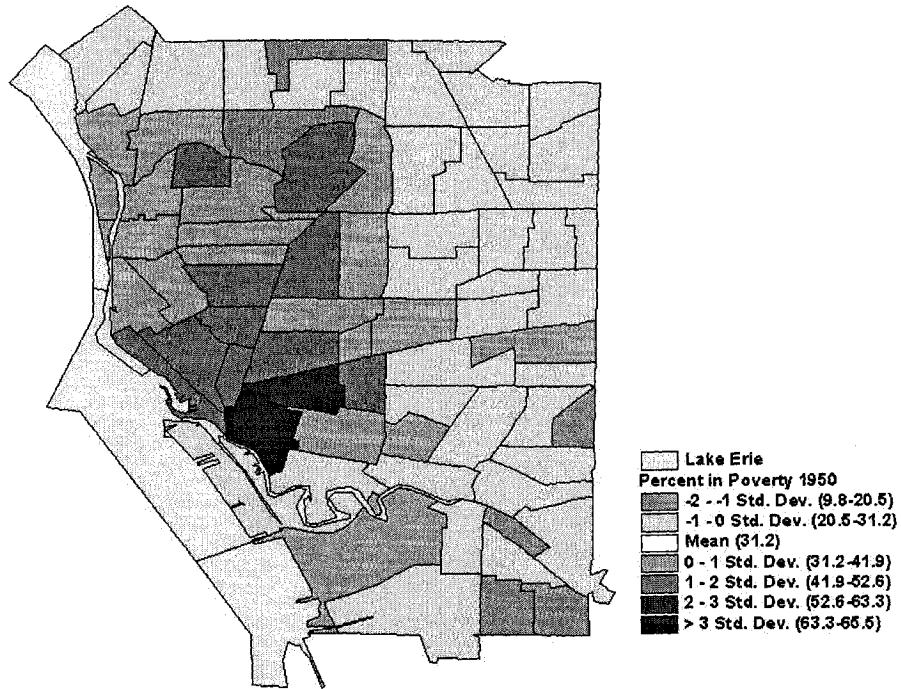 Lake Erie
Percent in Poverty 1950
-2 - -1 Std. Dev. (9.8-20.5)
-1 - 0 Std. Dev. (20.5-31.2)
Mean (31.2)
0 - 1 Std. Dev. (31.2-41.9)
1 - 2 Std. Dev. (41.9-52.6)
2 - 3 Std. Dev. (52.6-63.3)
> 3 Std. Dev. (63.3-65.5)